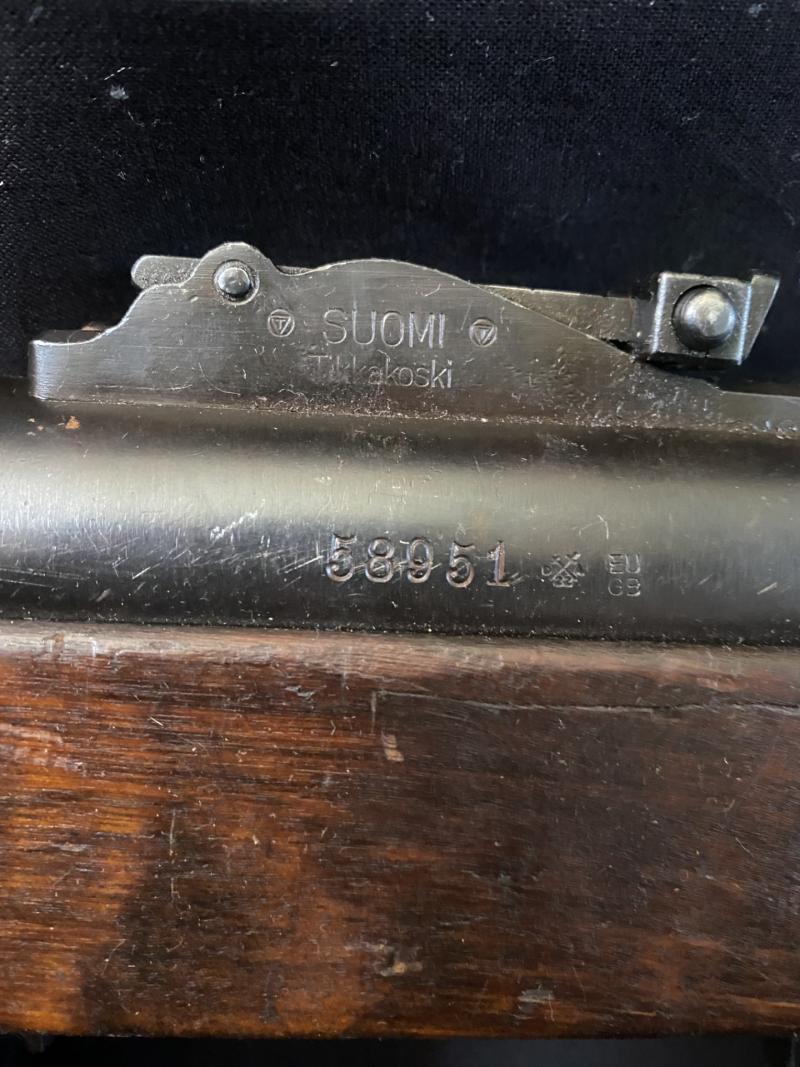 SUOMI
Tikkakoski
58951
EU
GB